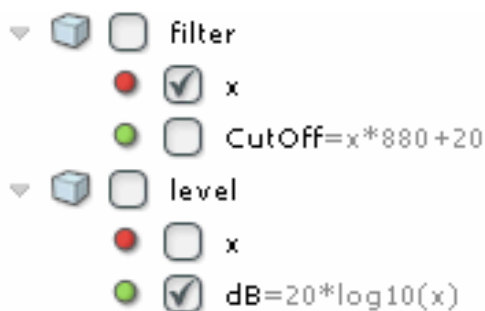 filter
x
CutOff=x*880+20
level
x
dB=20*log10(x)